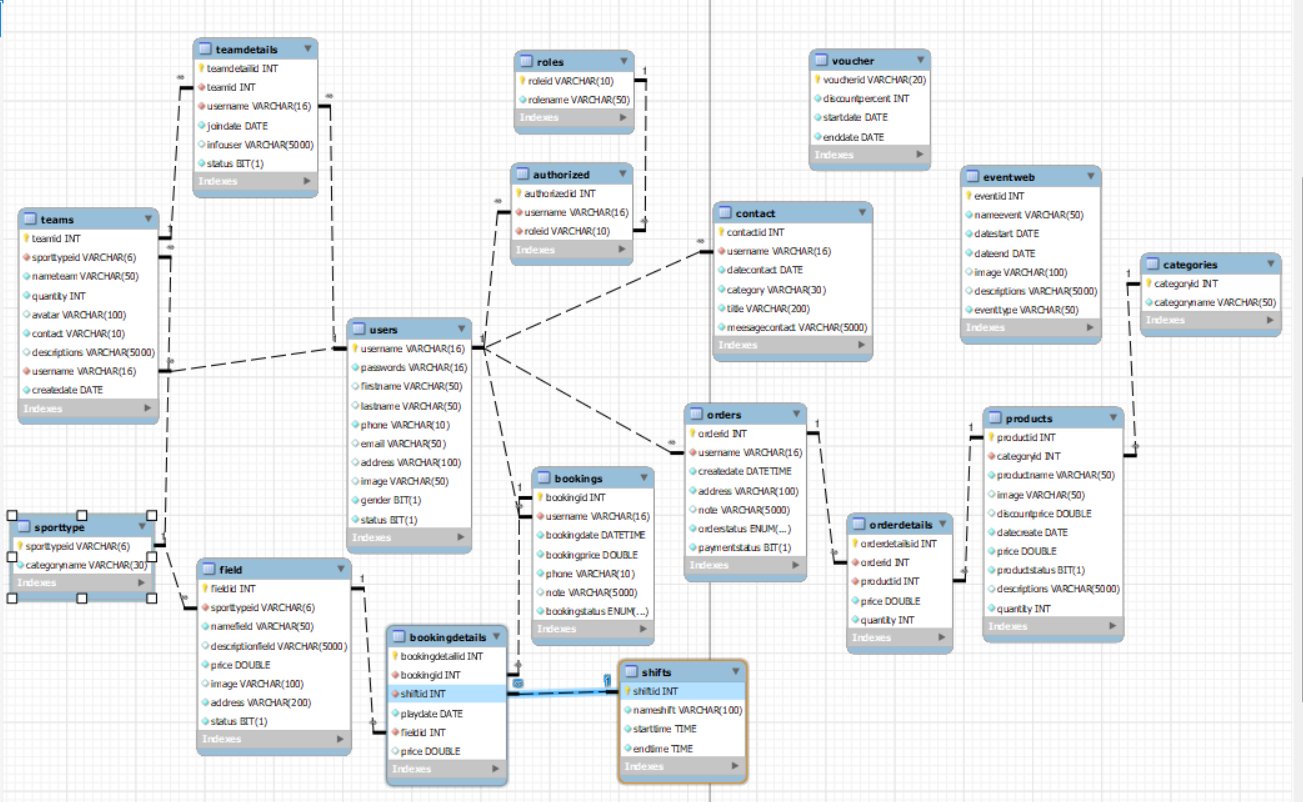 teamdetails
teamdetailid INT
teamid INT
username VARCHAR(16)
joindate DATE
infouser VARCHAR(5000)
status BIT(1)
Indexes
roles
roleid VARCHAR(10)
rolename VARCHAR(50)
Indexes
1
voucher
voucherid VARCHAR(20)
discountpercent INT
startdate DATE
enddate DATE
Indexes
authorized
authorizedid INT
username VARCHAR(16)
roleid VARCHAR(10)
Indexes
eventweb
eventid INT
nameevent VARCHAR(50)
datestart DATE
dateend DATE
image VARCHAR(100)
descriptions VARCHAR(5000)
eventtype VARCHAR(50)
Indexes
teams
teamid INT
sporttypeid VARCHAR(6)
nameteam VARCHAR(50)
quantity INT
avatar VARCHAR(100)
contact VARCHAR(10)
descriptions VARCHAR(5000)
username VARCHAR(16)
createdate DATE
Indexes
contact
contactid INT
username VARCHAR(16)
datecontact DATE
category VARCHAR(30)
title VARCHAR(200)
meesagecontact VARCHAR(5000)
Indexes
categories
categoryid INT
categoryname VARCHAR(50)
Indexes
1
users
username VARCHAR(16)
passwords VARCHAR(16)
firstname VARCHAR(50)
lastname VARCHAR(50)
phone VARCHAR(10)
email VARCHAR(50)
address VARCHAR(100)
image VARCHAR(50)
gender BIT(1)
status BIT(1)
Indexes
1
orders
orderid INT
username VARCHAR(16)
createdate DATETIME
address VARCHAR(100)
note VARCHAR(5000)
orderstatus ENUM(...)
paymentstatus BIT(1)
Indexes
1
products
productid INT
categoryid INT
productname VARCHAR(50)
image VARCHAR(50)
discountprice DOUBLE
datecreate DATE
price DOUBLE
productstatus BIT(1)
descriptions VARCHAR(5000)
quantity INT
Indexes
1
bookings
bookingid INT
username VARCHAR(16)
bookingdate DATETIME
bookingprice DOUBLE
phone VARCHAR(10)
note VARCHAR(5000)
bookingstatus ENUM(...)
Indexes
1
sporttype
sporttypeid VARCHAR(6)
categoryname VARCHAR(30)
Indexes
orderdetails
orderdetailsid INT
orderid INT
productid INT
price DOUBLE
quantity INT
Indexes
field
fieldid INT
sporttypeid VARCHAR(6)
namefield VARCHAR(50)
descriptionfield VARCHAR(5000)
price DOUBLE
image VARCHAR(100)
address VARCHAR(200)
status BIT(1)
Indexes
1
bookingdetails
bookingdetailid INT
bookingid INT
shiftid INT
playdate DATE
fieldid INT
price DOUBLE
Indexes
shifts
shiftid INT
nameshift VARCHAR(100)
starttime TIME
endtime TIME
Indexes
1